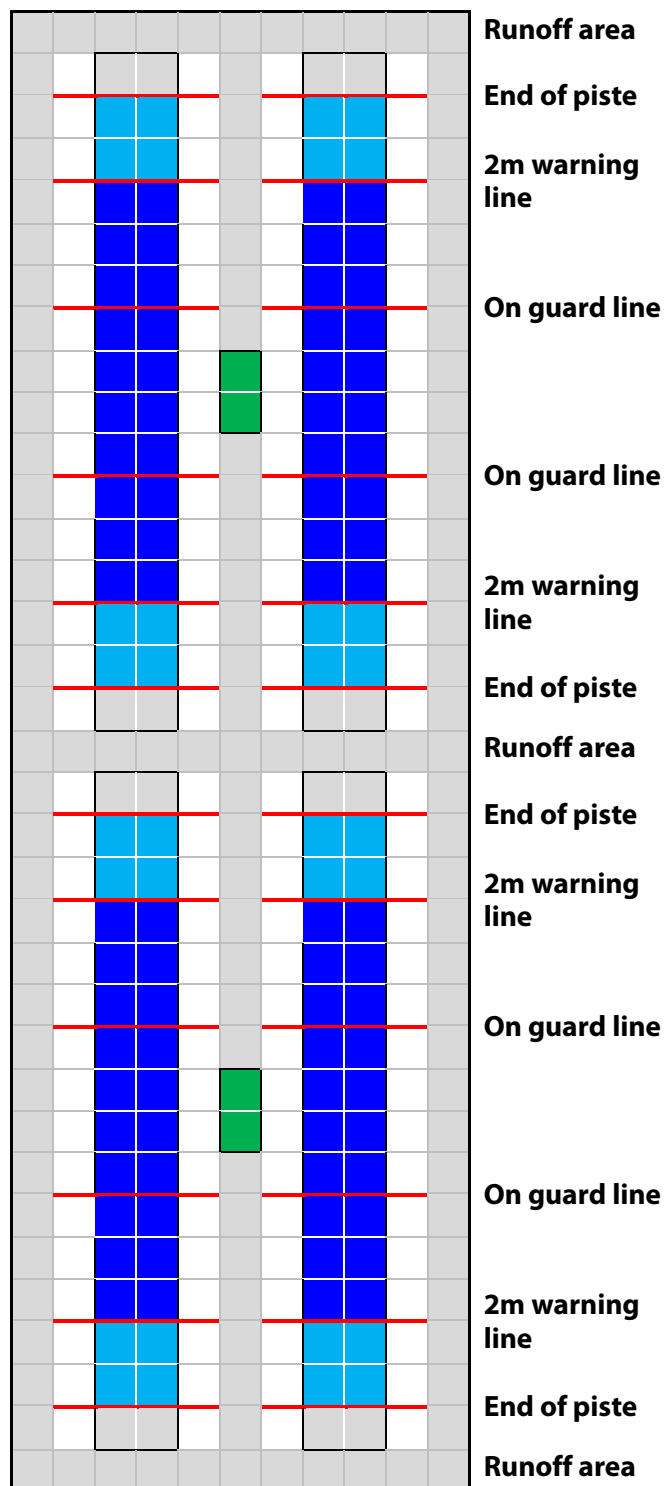 Runoff area
End of piste
2m warning
line
On guard line
On guard line
2m warning
line
End of piste
Runoff area
End of piste
2m warning
line
On guard line
On guard line
2m warning
line
End of piste
Runoff area